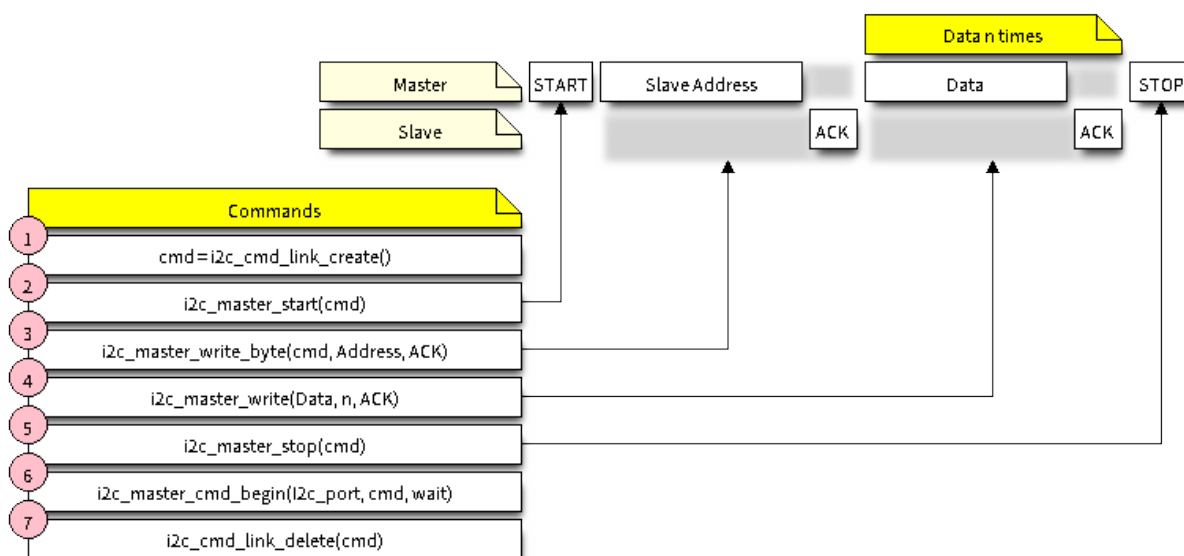 Data n times
Master START Slave Address Data STOP
Slave ACK ACK
Commands
1
cmd=i2c_cmd_link_create()
2
i2c_master_start(cmd)
3
i2c_master_write_byte(cmd, Address, ACK)
4
i2c_master_write(Data, n, ACK)
5
i2c_master_stop(cmd)
6
i2c_master_cmd_begin(I2c_port, cmd, wait)
7
i2c_cmd_link_delete(cmd)